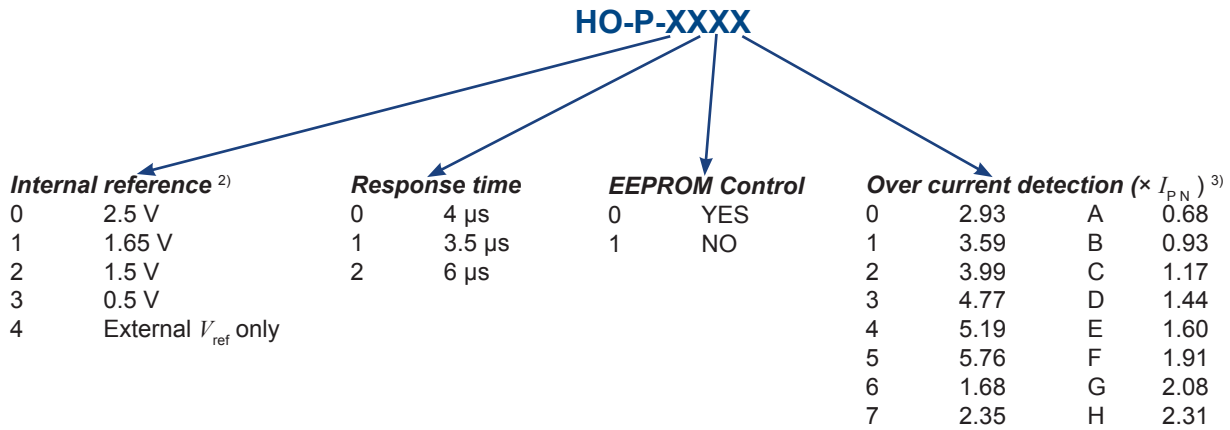 HO-P-XXXX
Internal reference 2) Response time EEPROM Control Over current detection (× I P N ) 3)
0 2.5 V 0 4 µs 0 YES 0 2.93 A 0.68
1 1.65 V 1 3.5 µs 1 NO 1 3.59 B 0.93
2 1.5 V 2 6 µs 2 3.99 C 1.17
3 0.5 V 3 4.77 D 1.44
4 External V ref only 4 5.19 E 1.60
5 5.76 F 1.91
6 1.68 G 2.08
7 2.35 H 2.31